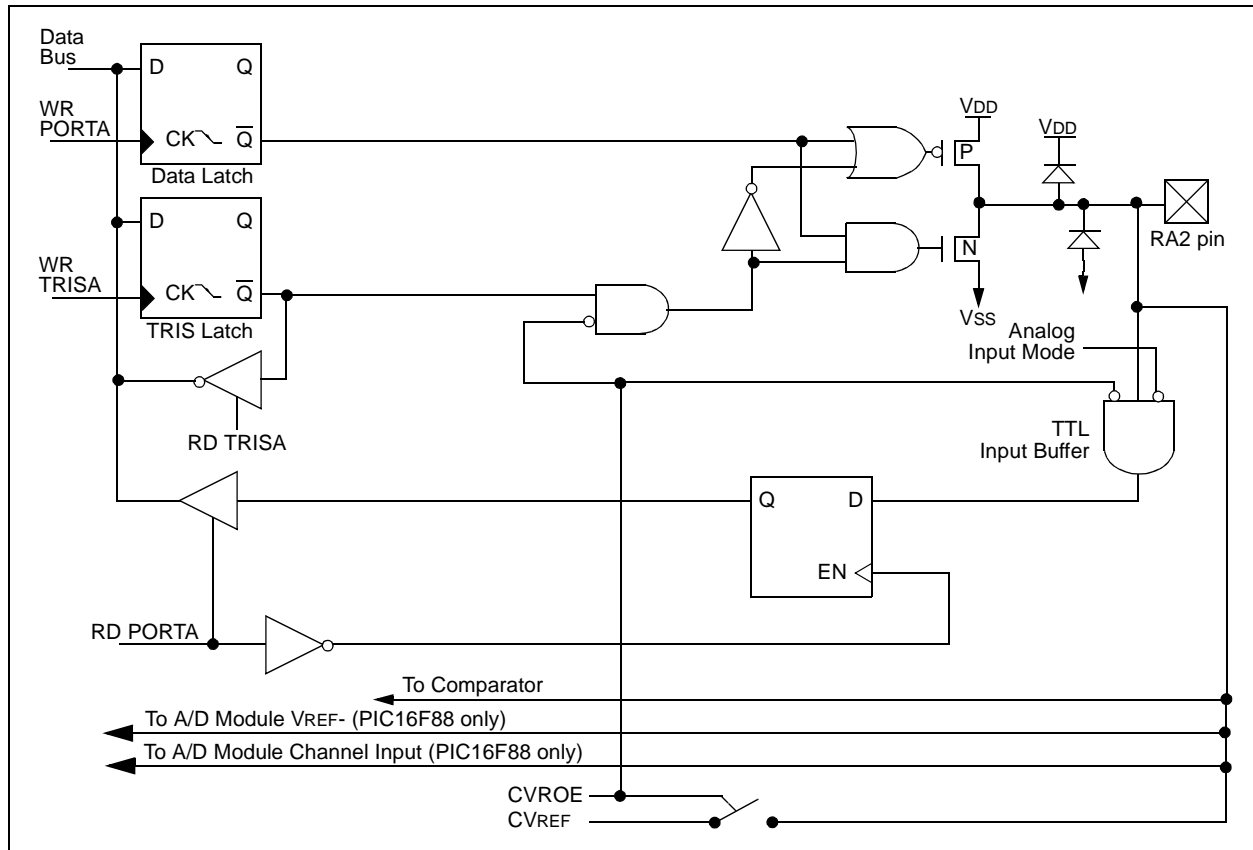 Data
Bus
D Q
WR
PORTA
CK Q
Data Latch
D Q
WR
TRISA
CK Q
TRIS Latch
RD TRISA
VDD
P
VDD
N
VSS
RA2 pin
Analog
Input Mode
TTL
Input Buffer
Q D
EN
RD PORTA
To Comparator
To A/D Module VREF- (PIC16F88 only)
To A/D Module Channel Input (PIC16F88 only)
CVROE
CVREF